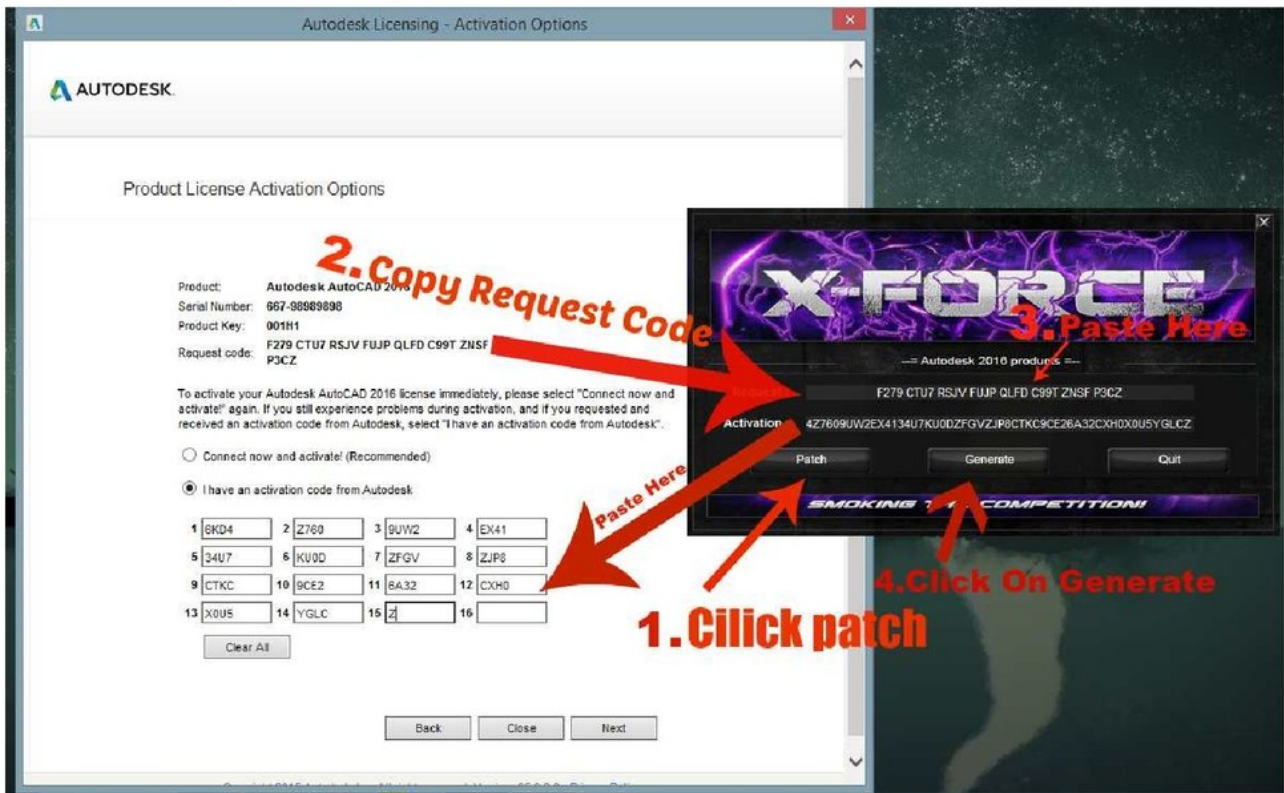 Autodesk Licensing - Activation Options
AUTODESK.
Product License Activation Options
Product: Autodesk AutoCAD 2016
Serial Number: 667-98989898
Product Key: 001H1
Request code: F279 CTU7 RSJV FUJP QLFD C99T ZNSF
P3CZ
To activate your Autodesk AutoCAD 2016 license immediately, please select "Connect now and
activate!" again. If you still experience problems during activation, and if you requested and
received an activation code from Autodesk, select "I have an activation code from Autodesk".
Connect now and activate! (Recommended)
I have an activation code from Autodesk
1 6KD4 2 Z760 3 9UW2 4 EX41
5 34U7 6 KU0D 7 ZFGV 8 ZJP8
9 CTKC 10 9CE2 11 6A32 12 CXH0
13 X0U5 14 YGLC 15 Z 16
Clear All
Back Close Next
2. Copy Request Code
X-FORCE
3. Paste Here
--= Autodesk 2016 products =--
F279 CTU7 RSJV FUJP QLFD C99T ZNSF P3CZ
Activation 4Z7609UW2EX4134U7KU0DZFGVZJP8CTKC9CE26A32CXH0X0U5YGLCZ
Patch Generate Quit
SMOKING THE COMPETITION!
Paste Here
4.Click On Generate
1. Cilick patch